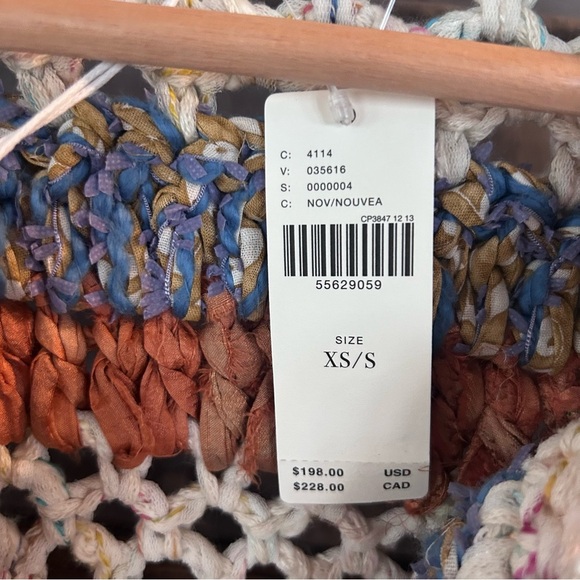 C: 4114
V: 035616
S: 0000004
C: NOV/NOUVEA
CP3847 12 13
55629059
SIZE
XS/S
$198.00 USD
$228.00 CAD